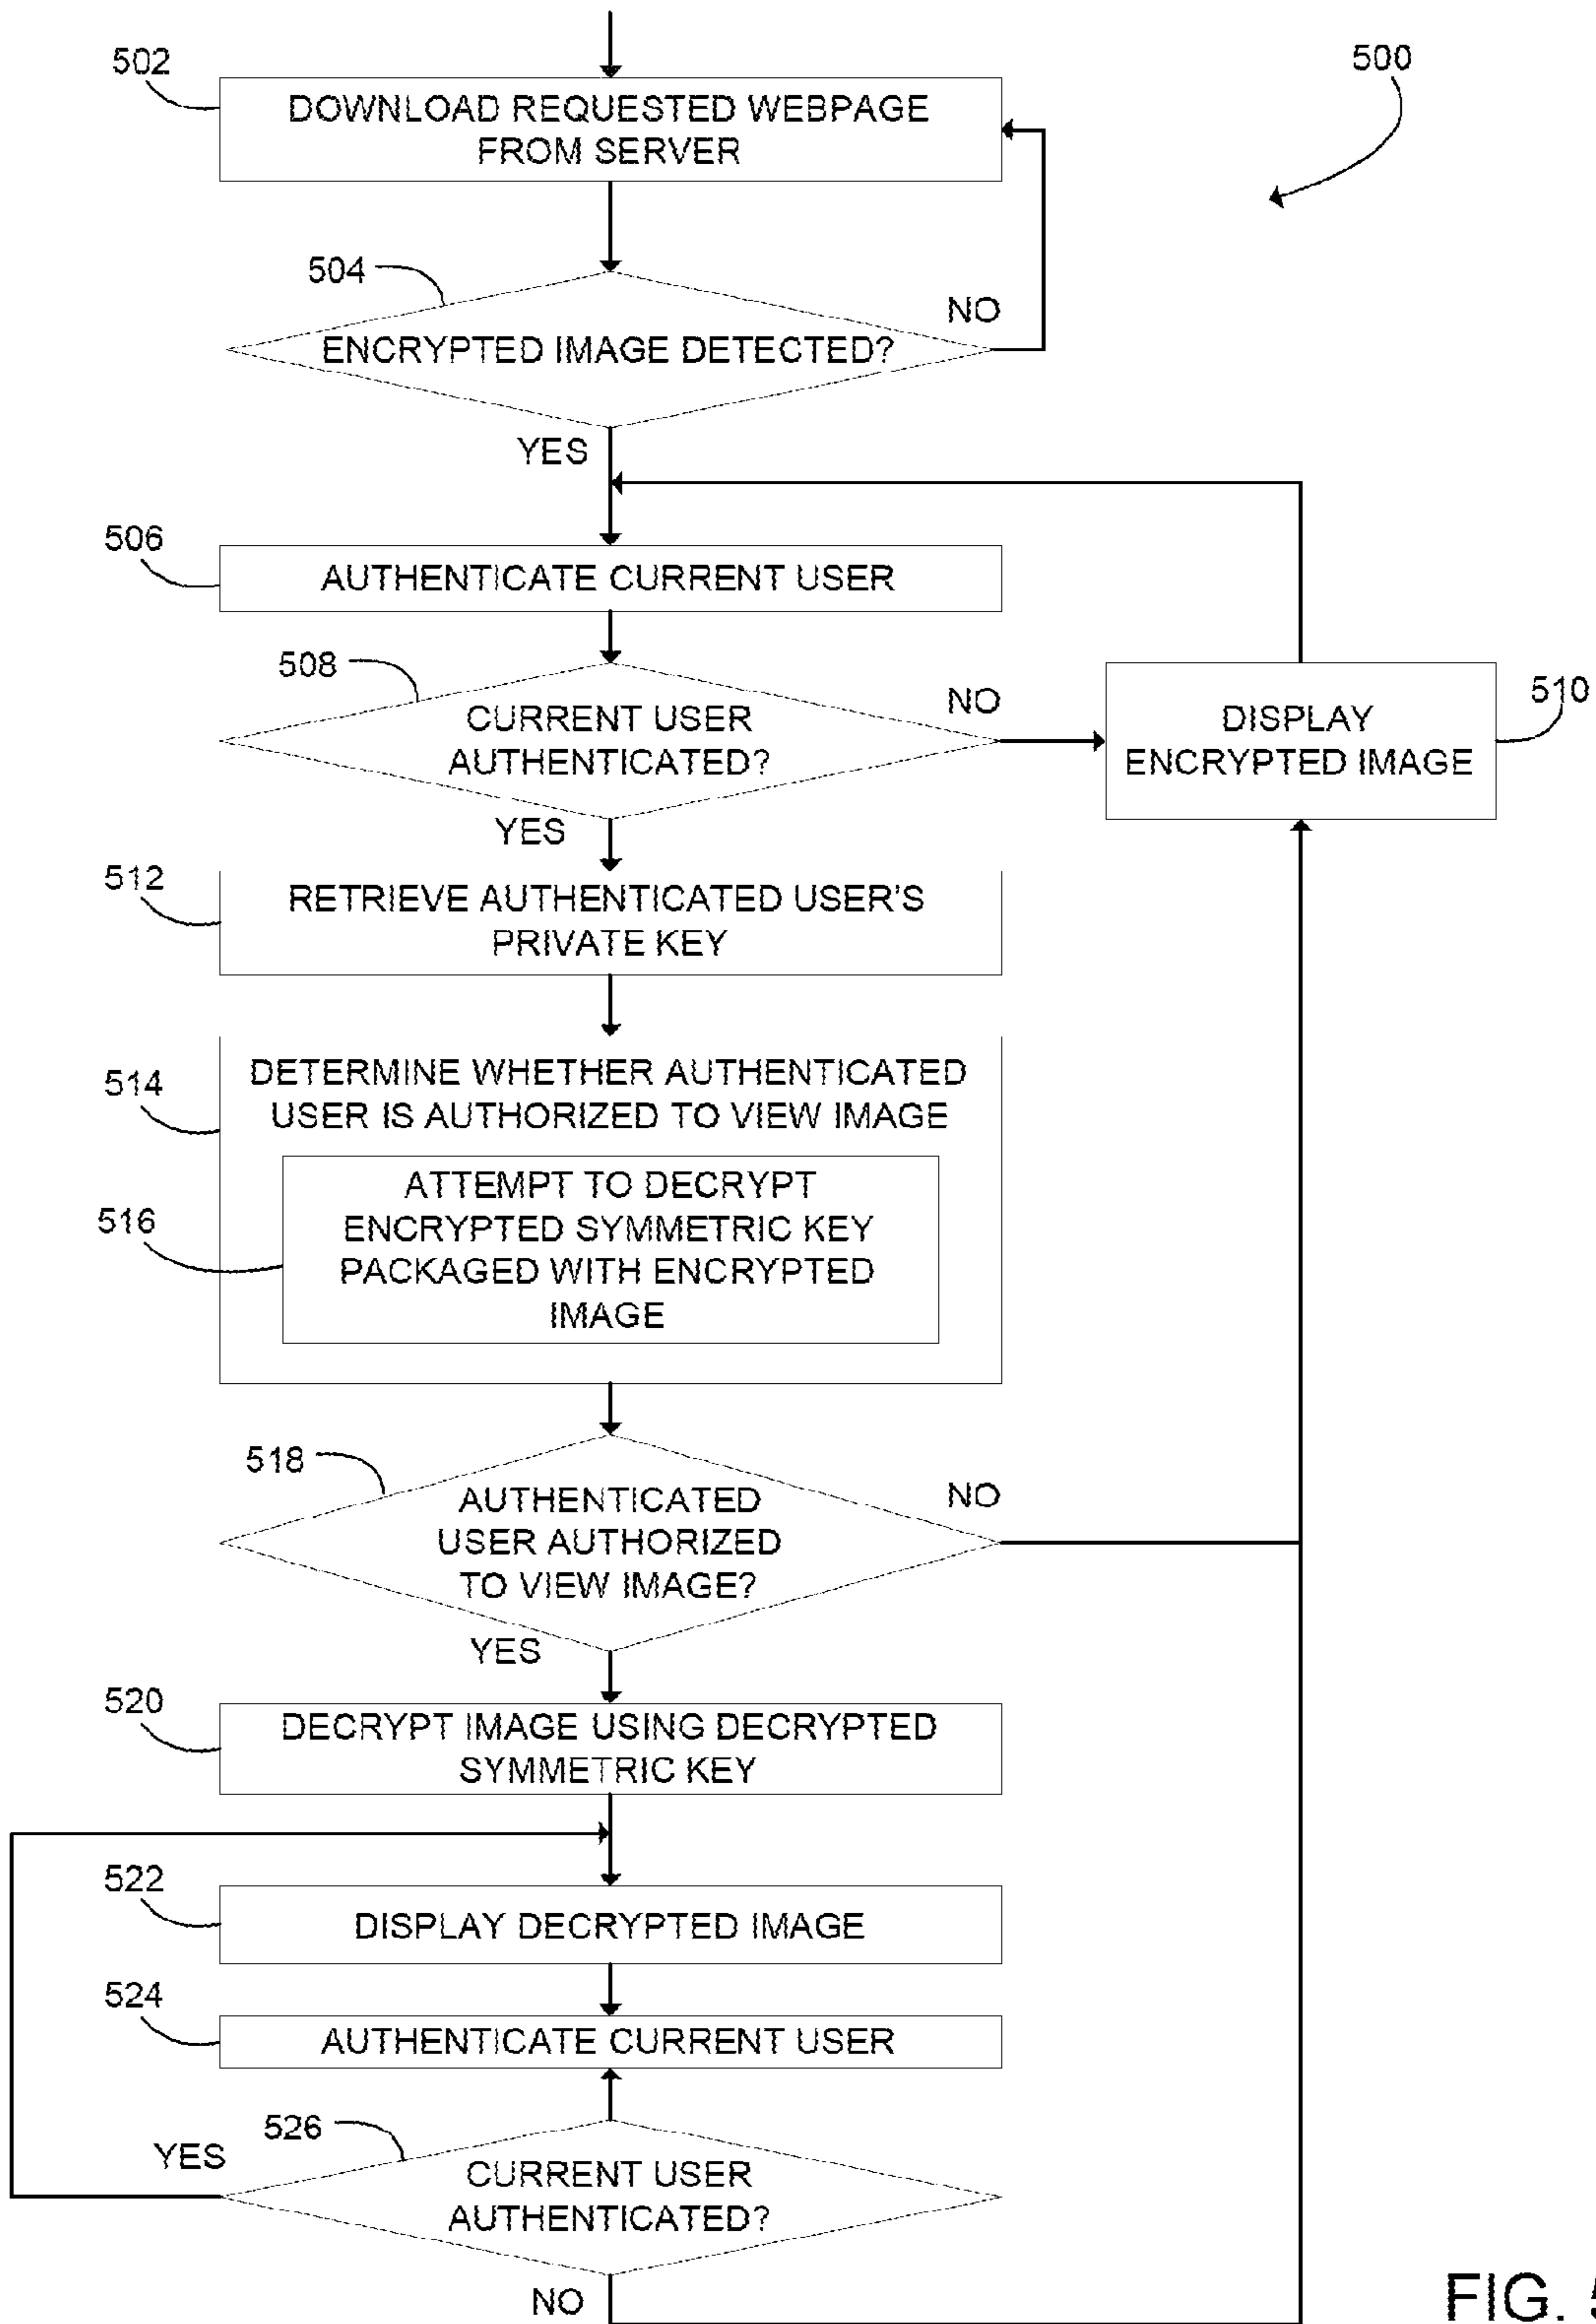 502
500
DOWNLOAD REQUESTED WEBPAGE
FROM SERVER
504
NO
ENCRYPTED IMAGE DETECTED?
YES
506
AUTHENTICATE CURRENT USER
508
NO
510
CURRENT USER
AUTHENTICATED?
DISPLAY
ENCRYPTED IMAGE
YES
512
RETRIEVE AUTHENTICATED USER'S
PRIVATE KEY
514
DETERMINE WHETHER AUTHENTICATED
USER IS AUTHORIZED TO VIEW IMAGE
516
ATTEMPT TO DECRYPT
ENCRYPTED SYMMETRIC KEY
PACKAGED WITH ENCRYPTED
IMAGE
518
NO
AUTHENTICATED
USER AUTHORIZED
TO VIEW IMAGE?
YES
520
DECRYPT IMAGE USING DECRYPTED
SYMMETRIC KEY
522
DISPLAY DECRYPTED IMAGE
524
AUTHENTICATE CURRENT USER
526
YES
CURRENT USER
AUTHENTICATED?
NO
FIG. 5